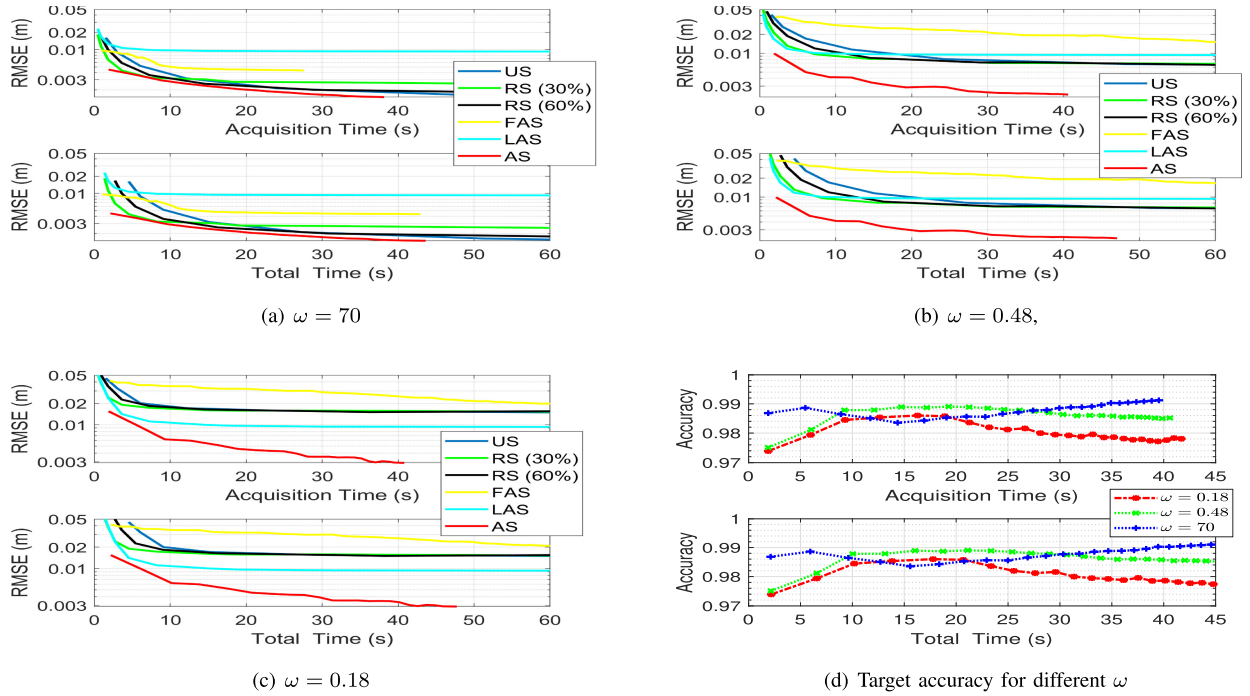 RMSE (m)
0.05
0.02
0.01
0.003
0 10 20 30 40 50 60
Acquisition Time (s)
US
RS (30%)
RS (60%)
FAS
LAS
AS
RMSE (m)
0.05
0.02
0.01
0.003
0 10 20 30 40 50 60
Total Time (s)
(a) ω = 70
RMSE (m)
0.05
0.02
0.01
0.003
0 10 20 30 40 60
Acquisition Time (s)
US
RS (30%)
RS (60%)
FAS
LAS
AS
RMSE (m)
0.05
0.02
0.01
0.003
0 10 20 30 40 50 60
Total Time (s)
(b) ω = 0.48,
RMSE (m)
0.05
0.02
0.01
0.003
0 10 20 30 40 60
Acquisition Time (s)
US
RS (30%)
RS (60%)
FAS
LAS
AS
RMSE (m)
0.05
0.02
0.01
0.003
0 10 20 30 40 50 60
Total Time (s)
(c) ω = 0.18
Accuracy
1
0.99
0.98
0.97
0 5 10 15 20 25 30 35 40 45
Acquisition Time (s)
ω = 0.18
ω = 0.48
ω = 70
Accuracy
1
0.99
0.98
0.97
0 5 10 15 20 25 30 35 40 45
Total Time (s)
(d) Target accuracy for different ω